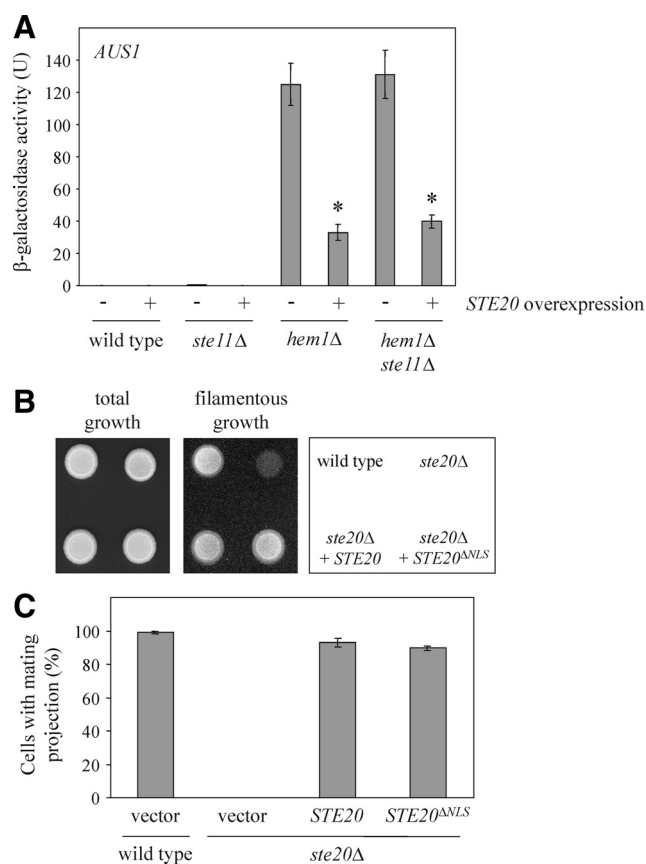 A
AUS1
β-galactosidase activity (U)
140
120
100
80
60
40
20
0
*
*
- + - + - + - +
STE20 overexpression
wild type ste11Δ hem1Δ hem1Δ
ste11Δ
B
total
growth
filamentous
growth
wild type ste20Δ
ste20Δ ste20Δ
+ STE20 + STE20ΔNLS
C
Cells with mating
projection (%)
100
80
60
40
20
0
vector vector STE20 STE20ΔNLS
wild type ste20Δ